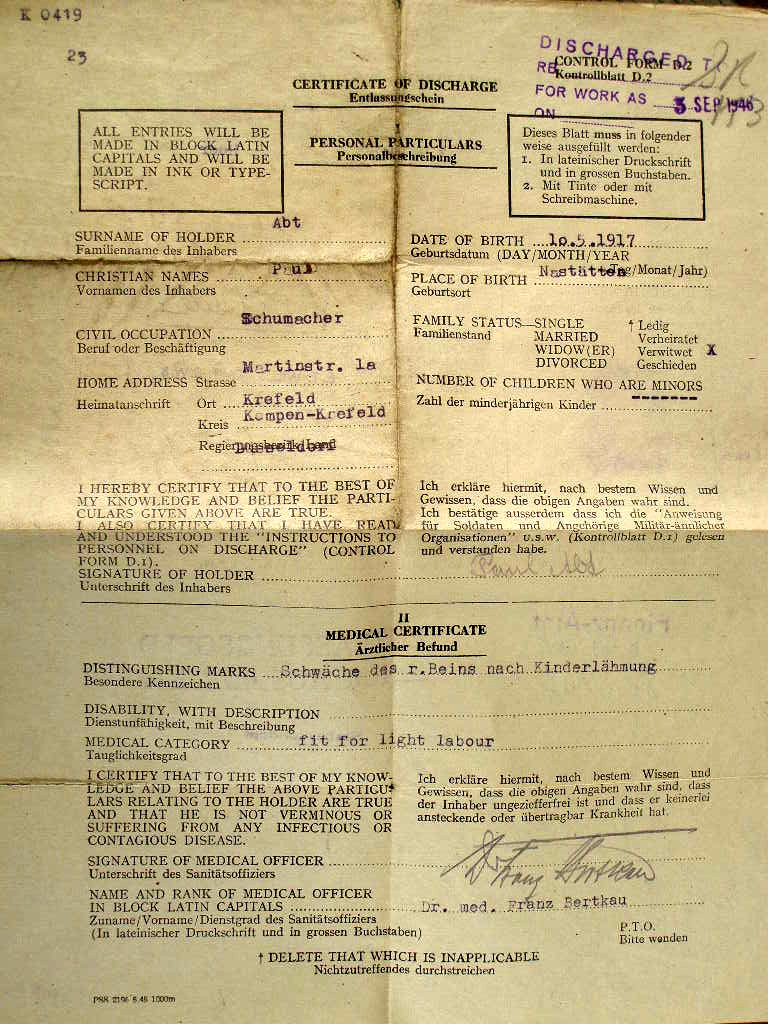 K 0419
23
DISCHARGED T
RE
FOR WORK AS
ON
3 SEP 1946
CONTROL FORM D.2
Kontrollblatt D.2
CERTIFICATE OF DISCHARGE
Entlassungschein
I
PERSONAL PARTICULARS
Personalbeschreibung
ALL ENTRIES WILL BE
MADE IN BLOCK LATIN
CAPITALS AND WILL BE
MADE IN INK OR TYPE-
SCRIPT.
Dieses Blatt muss in folgender
weise ausgefüllt werden:
1. In lateinischer Druckschrift
und in grossen Buchstaben.
2. Mit Tinte oder mit
Schreibmaschine.
SURNAME OF HOLDER Abt
Familienname des Inhabers
CHRISTIAN NAMES Paul
Vornamen des Inhabers
CIVIL OCCUPATION Schumacher
Beruf oder Beschäftigung
HOME ADDRESS Strasse Martinstr. 1a
Heimatanschrift Ort Krefeld
Kreis Kempen-Krefeld
Regierungsbezirk/Land Düsseldorf
DATE OF BIRTH 10.5.1917
Geburtsdatum (DAY/MONTH/YEAR
Tag/Monat/Jahr)
PLACE OF BIRTH Nastätten
Geburtsort
FAMILY STATUS—SINGLE † Ledig
Familienstand MARRIED Verheiratet
WIDOW(ER) Verwitwet X
DIVORCED Geschieden
NUMBER OF CHILDREN WHO ARE MINORS
Zahl der minderjährigen Kinder -------
I HEREBY CERTIFY THAT TO THE BEST OF
MY KNOWLEDGE AND BELIEF THE PARTI-
CULARS GIVEN ABOVE ARE TRUE.
I ALSO CERTIFY THAT I HAVE READ
AND UNDERSTOOD THE "INSTRUCTIONS TO
PERSONNEL ON DISCHARGE" (CONTROL
FORM D.1).
Ich erkläre hiermit, nach bestem Wissen und
Gewissen, dass die obigen Angaben wahr sind.
Ich bestätige ausserdem dass ich die "Anweisung
für Soldaten und Angehörige Militär-ähnlicher
Organisationen" u.s.w. (Kontrollblatt D.1) gelesen
und verstanden habe.
SIGNATURE OF HOLDER Paul Abt
Unterschrift des Inhabers
II
MEDICAL CERTIFICATE
Ärztlicher Befund
DISTINGUISHING MARKS Schwäche des r.Beins nach Kinderlähmung
Besondere Kennzeichen
DISABILITY, WITH DESCRIPTION
Dienstunfähigkeit, mit Beschreibung
MEDICAL CATEGORY fit for light labour
Tauglichkeitsgrad
I CERTIFY THAT TO THE BEST OF MY KNOW-
LEDGE AND BELIEF THE ABOVE PARTICU-
LARS RELATING TO THE HOLDER ARE TRUE
AND THAT HE IS NOT VERMINOUS OR
SUFFERING FROM ANY INFECTIOUS OR
CONTAGIOUS DISEASE.
Ich erkläre hiermit, nach bestem Wissen und
Gewissen, dass die obigen Angaben wahr sind, dass
der Inhaber ungezieferfrei ist und dass er keinerlei
ansteckende oder übertragbar Krankheit hat.
SIGNATURE OF MEDICAL OFFICER Dr. Franz Bertkau
Unterschrift des Sanitätsoffiziers
NAME AND RANK OF MEDICAL OFFICER
IN BLOCK LATIN CAPITALS Dr. med. Franz Bertkau
Zuname/Vorname/Dienstgrad des Sanitätsoffiziers
(In lateinischer Druckschrift und in grossen Buchstaben)
P.T.O.
Bitte wenden
† DELETE THAT WHICH IS INAPPLICABLE
Nichtzutreffendes durchstreichen
PSS 2196 6.46 1000m